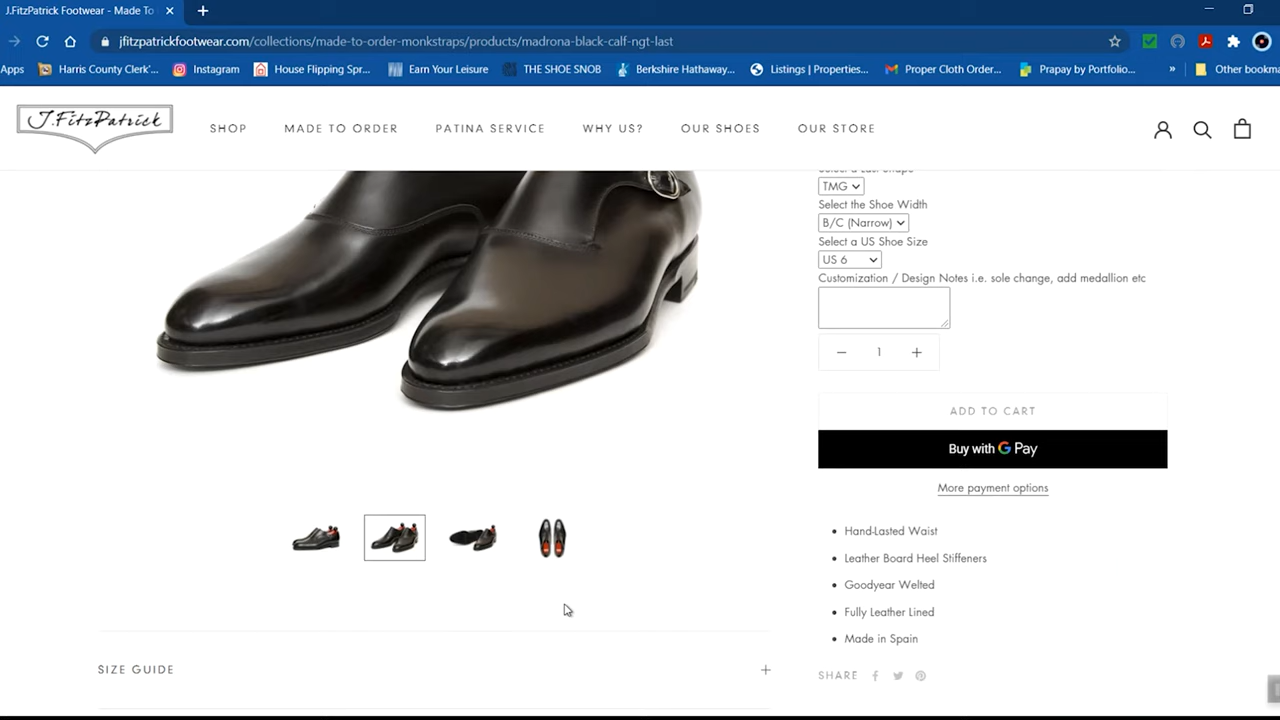 J.FitzPatrick Footwear - Made To
jfitzpatrickfootwear.com/collections/made-to-order-monkstraps/products/madrona-black-calf-ngt-last
Apps Harris County Clerk'... Instagram House Flipping Spr... Earn Your Leisure THE SHOE SNOB Berkshire Hathaway... Listings | Properties... Proper Cloth Order... Prapay by Portfolio... » Other bookma
J.FitzPatrick SHOP MADE TO ORDER PATINA SERVICE WHY US? OUR SHOES OUR STORE
Select a Last Shape
TMG
Select the Shoe Width
B/C (Narrow)
Select a US Shoe Size
US 6
Customization / Design Notes i.e. sole change, add medallion etc
− 1 +
ADD TO CART
Buy with G Pay
More payment options
• Hand-Lasted Waist
• Leather Board Heel Stiffeners
• Goodyear Welted
• Fully Leather Lined
• Made in Spain
SIZE GUIDE +
SHARE